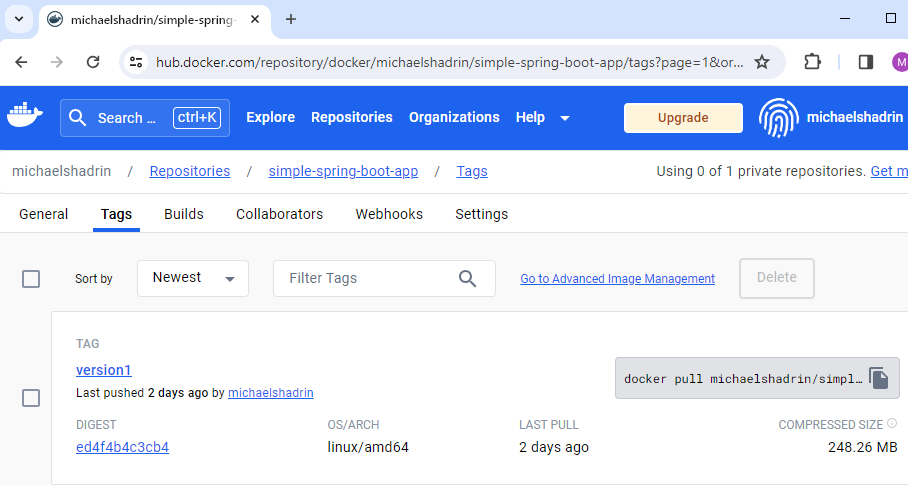 michaelshadrin/simple-spring-
hub.docker.com/repository/docker/michaelshadrin/simple-spring-boot-app/tags?page=1&or...
M
Search ... ctrl+K Explore Repositories Organizations Help Upgrade michaelshadrin
michaelshadrin / Repositories / simple-spring-boot-app / Tags Using 0 of 1 private repositories. Get m
General Tags Builds Collaborators Webhooks Settings
Sort by Newest Filter Tags Go to Advanced Image Management Delete
TAG
version1
docker pull michaelshadrin/simpl...
Last pushed 2 days ago by michaelshadrin
DIGEST OS/ARCH LAST PULL COMPRESSED SIZE
ed4f4b4c3cb4 linux/amd64 2 days ago 248.26 MB